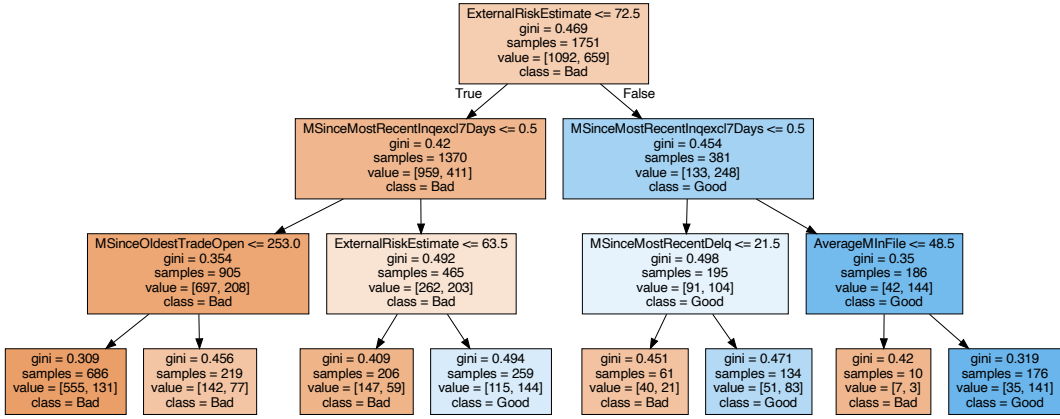 ExternalRiskEstimate <= 72.5
gini = 0.469
samples = 1751
value = [1092, 659]
class = Bad
True
False
MSinceMostRecentInqexcl7Days <= 0.5
gini = 0.42
samples = 1370
value = [959, 411]
class = Bad
MSinceMostRecentInqexcl7Days <= 0.5
gini = 0.454
samples = 381
value = [133, 248]
class = Good
MSinceOldestTradeOpen <= 253.0
gini = 0.354
samples = 905
value = [697, 208]
class = Bad
ExternalRiskEstimate <= 63.5
gini = 0.492
samples = 465
value = [262, 203]
class = Bad
MSinceMostRecentDelq <= 21.5
gini = 0.498
samples = 195
value = [91, 104]
class = Good
AverageMInFile <= 48.5
gini = 0.35
samples = 186
value = [42, 144]
class = Good
gini = 0.309
samples = 686
value = [555, 131]
class = Bad
gini = 0.456
samples = 219
value = [142, 77]
class = Bad
gini = 0.409
samples = 206
value = [147, 59]
class = Bad
gini = 0.494
samples = 259
value = [115, 144]
class = Good
gini = 0.451
samples = 61
value = [40, 21]
class = Bad
gini = 0.471
samples = 134
value = [51, 83]
class = Good
gini = 0.42
samples = 10
value = [7, 3]
class = Bad
gini = 0.319
samples = 176
value = [35, 141]
class = Good